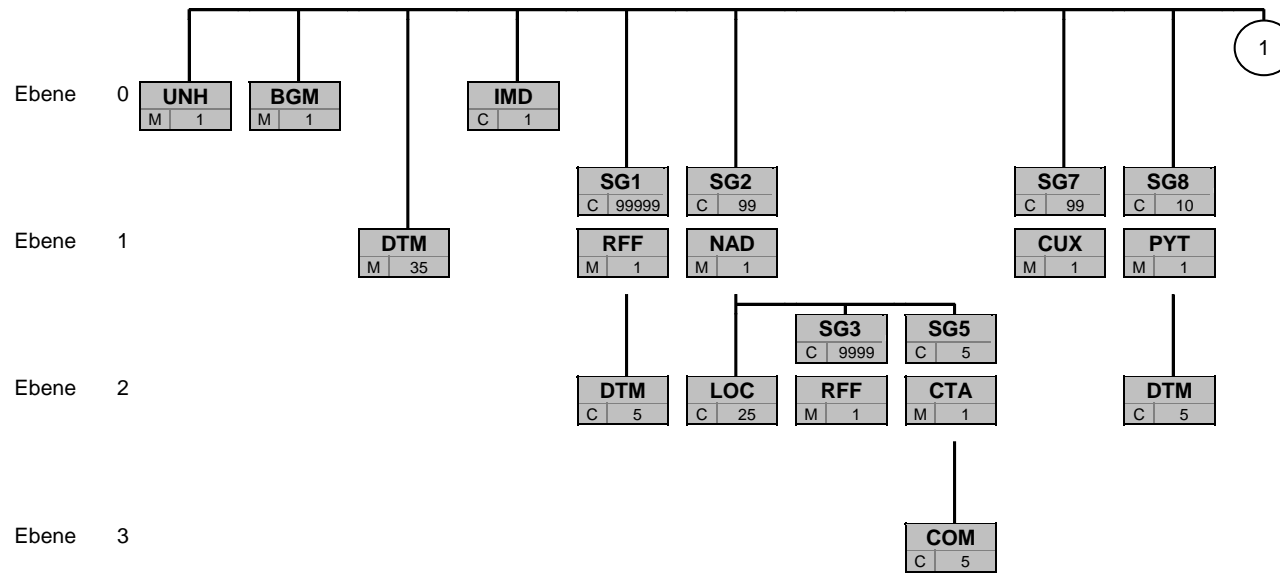 1
Ebene 0
UNH
M 1
BGM
M 1
IMD
C 1
SG1
C 99999
SG2
C 99
SG7
C 99
SG8
C 10
Ebene 1
DTM
M 35
RFF
M 1
NAD
M 1
CUX
M 1
PYT
M 1
SG3
C 9999
SG5
C 5
Ebene 2
DTM
C 5
LOC
C 25
RFF
M 1
CTA
M 1
DTM
C 5
Ebene 3
COM
C 5